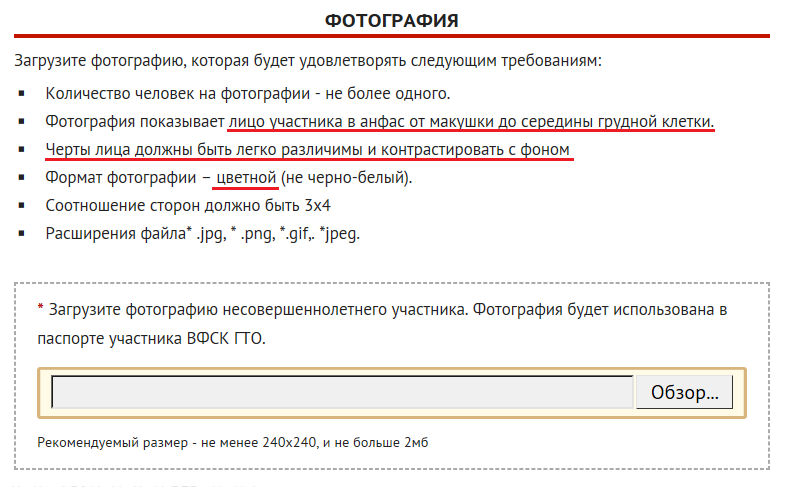 ФОТОГРАФИЯ
Загрузите фотографию, которая будет удовлетворять следующим требованиям:
Количество человек на фотографии - не более одного.
Фотография показывает лицо участника в анфас от макушки до середины грудной клетки.
Черты лица должны быть легко различимы и контрастировать с фоном
Формат фотографии – цветной (не черно-белый).
Соотношение сторон должно быть 3х4
Расширения файла* .jpg, * .png, *.gif,. *jpeg.
* Загрузите фотографию несовершеннолетнего участника. Фотография будет использована в
паспорте участника ВФСК ГТО.
Обзор...
Рекомендуемый размер - не менее 240x240, и не больше 2мб